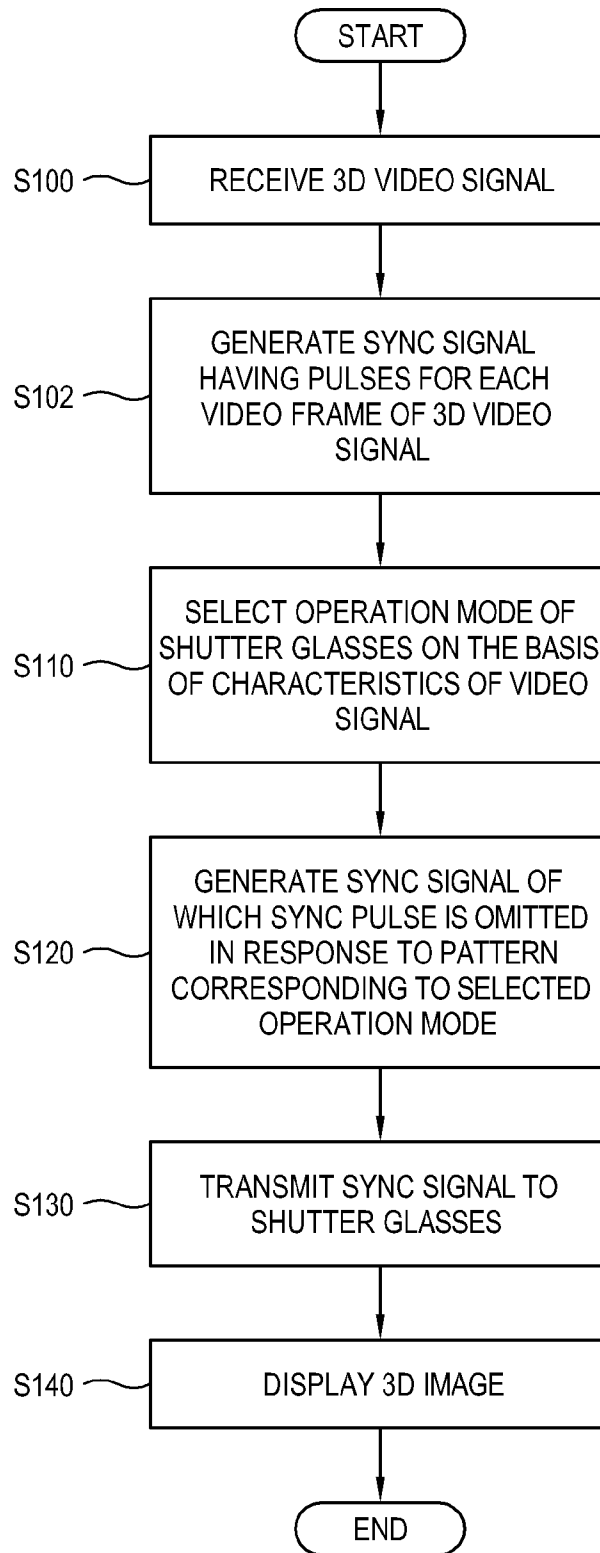 START
S100
RECEIVE 3D VIDEO SIGNAL
S102
GENERATE SYNC SIGNAL
HAVING PULSES FOR EACH
VIDEO FRAME OF 3D VIDEO
SIGNAL
S110
SELECT OPERATION MODE OF
SHUTTER GLASSES ON THE BASIS
OF CHARACTERISTICS OF VIDEO
SIGNAL
S120
GENERATE SYNC SIGNAL OF
WHICH SYNC PULSE IS OMITTED
IN RESPONSE TO PATTERN
CORRESPONDING TO SELECTED
OPERATION MODE
S130
TRANSMIT SYNC SIGNAL TO
SHUTTER GLASSES
S140
DISPLAY 3D IMAGE
END